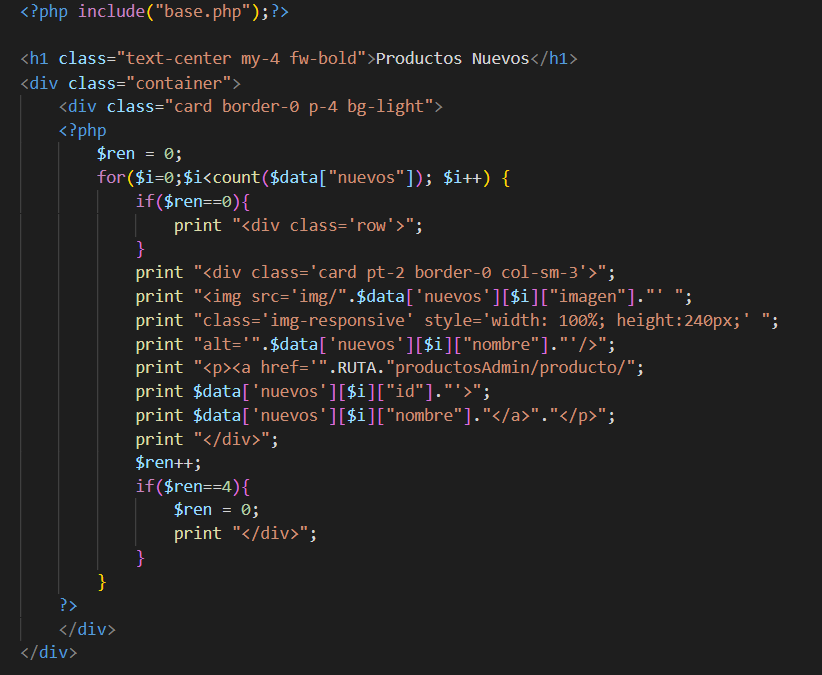 <?php include("base.php");?>
<h1 class="text-center my-4 fw-bold">Productos Nuevos</h1>
<div class="container">
<div class="card border-0 p-4 bg-light">
<?php
$ren = 0;
for($i=0;$i<count($data["nuevos"]); $i++) {
if($ren==0){
print "<div class='row'>";
}
print "<div class='card pt-2 border-0 col-sm-3'>";
print "<img src='img/".$data['nuevos'][$i]["imagen"]."' ";
print "class='img-responsive' style='width: 100%; height:240px;' ";
print "alt='".$data['nuevos'][$i]["nombre"]."'/>";
print "<p><a href='".RUTA."productosAdmin/producto/";
print $data['nuevos'][$i]["id"]."'>";
print $data['nuevos'][$i]["nombre"]."</a>"."</p>";
print "</div>";
$ren++;
if($ren==4){
$ren = 0;
print "</div>";
}
}
?>
</div>
</div>